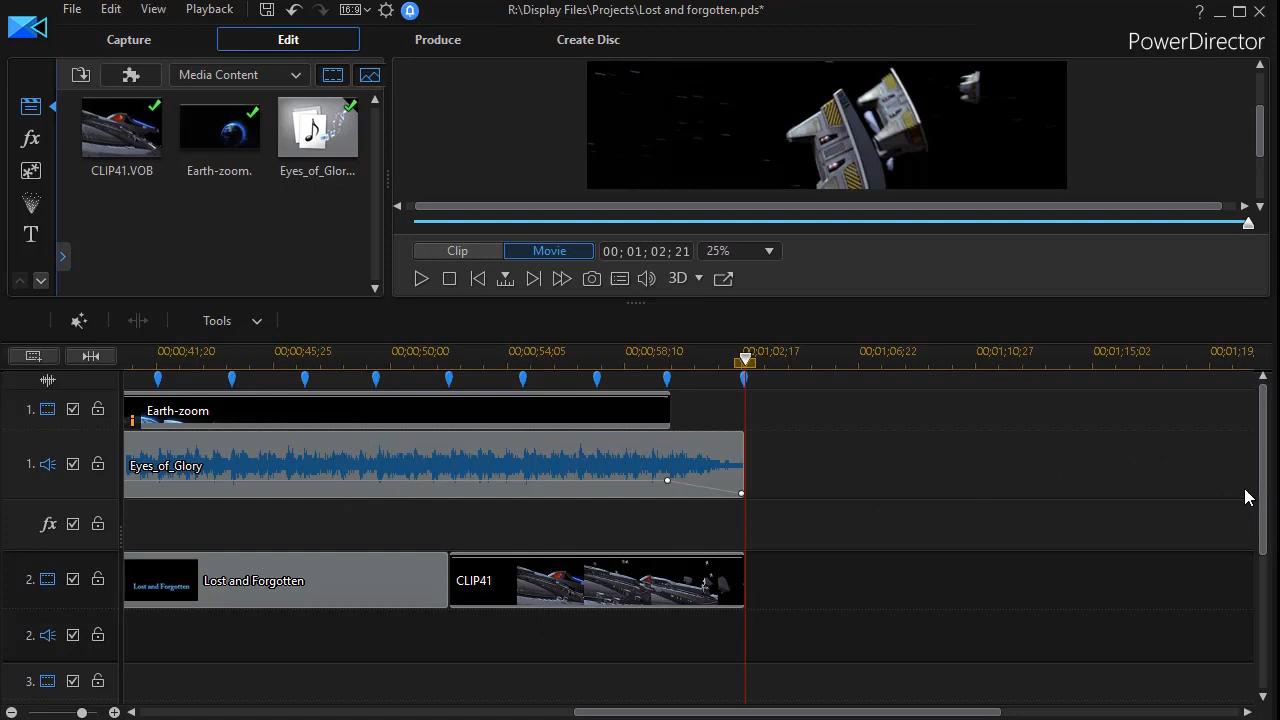 File Edit View Playback 16:9 R:\Display Files\Projects\Lost and forgotten.pds* ?
Capture Edit Produce Create Disc PowerDirector
Media Content
CLIP41.VOB Earth-zoom. Eyes_of_Glor...
fx
T
Clip Movie 00; 01; 02; 21 25%
3D
Tools
00;00;41;20 00;00;45;25 00;00;50;00 00;00;54;05 00;00;58;10 00;01;02;17 00;01;06;22 00;01;10;27 00;01;15;02 00;01;19;
1. Earth-zoom
1. Eyes_of_Glory
fx
2. Lost and Forgotten Lost and Forgotten CLIP41
2.
3.